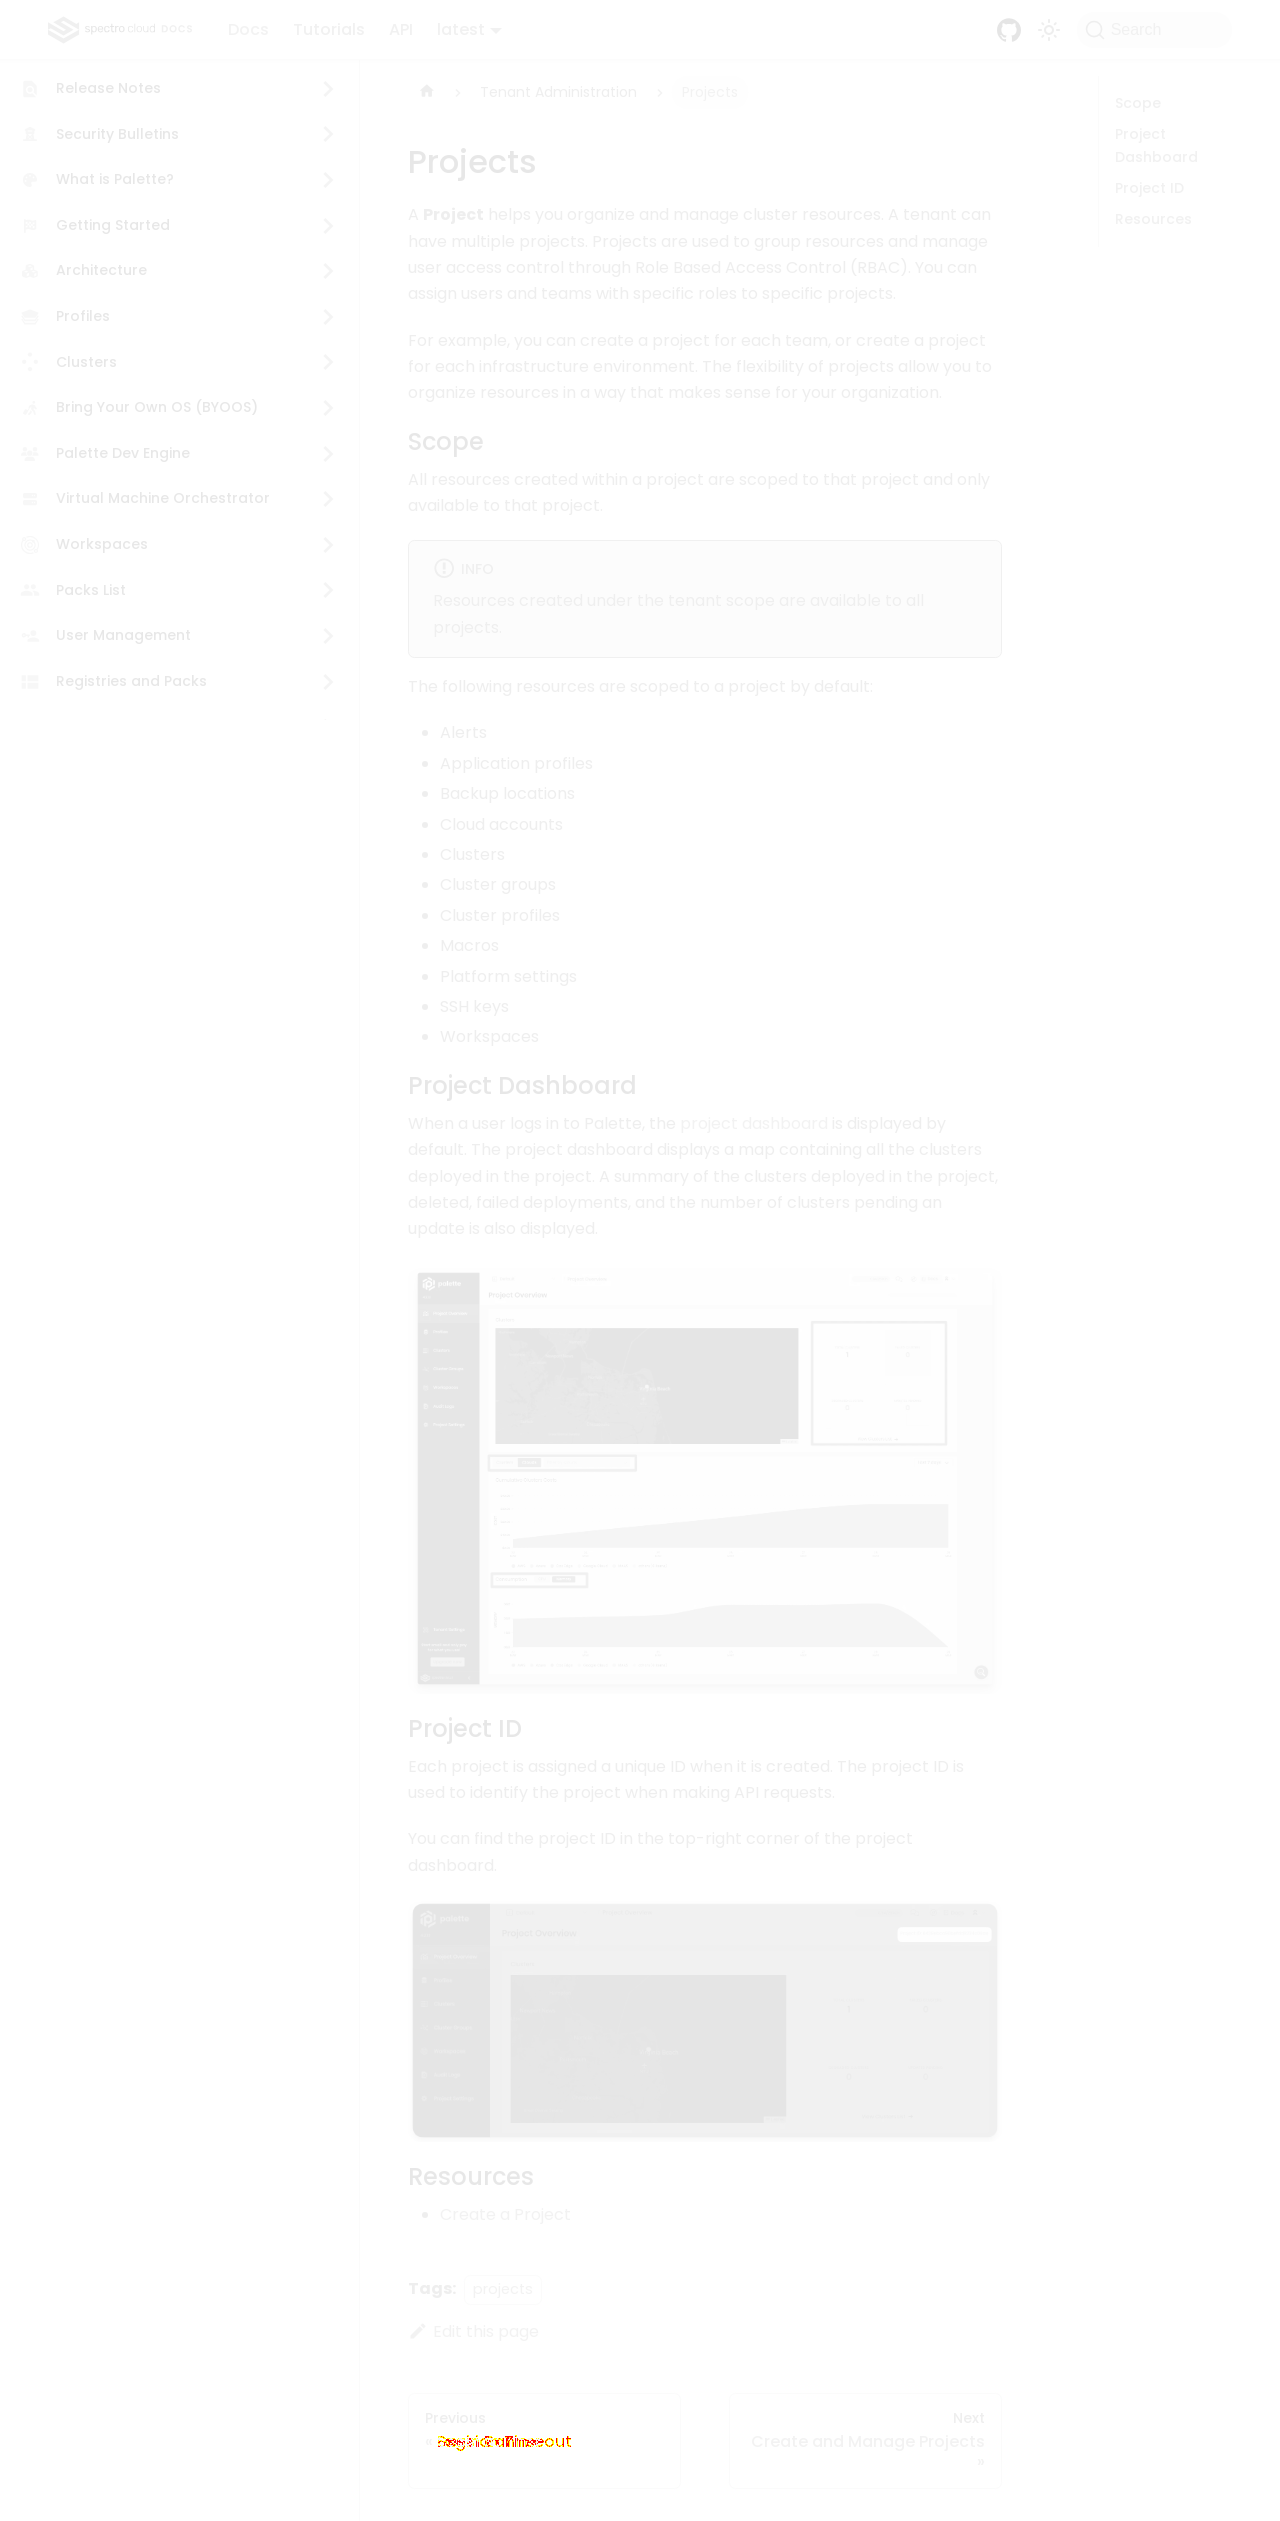 spectro cloud DOCS
Docs
Tutorials
API
latest
Search
Release Notes
Security Bulletins
What is Palette?
Getting Started
Architecture
Profiles
Clusters
Bring Your Own OS (BYOOS)
Palette Dev Engine
Virtual Machine Orchestrator
Workspaces
Packs List
User Management
Registries and Packs
Tenant Administration
Projects
Projects
A Project helps you organize and manage cluster resources. A tenant can
have multiple projects. Projects are used to group resources and manage
user access control through Role Based Access Control (RBAC). You can
assign users and teams with specific roles to specific projects.
For example, you can create a project for each team, or create a project
for each infrastructure environment. The flexibility of projects allow you to
organize resources in a way that makes sense for your organization.
Scope
All resources created within a project are scoped to that project and only
available to that project.
INFO
Resources created under the tenant scope are available to all
projects.
The following resources are scoped to a project by default:
Alerts
Application profiles
Backup locations
Cloud accounts
Clusters
Cluster groups
Cluster profiles
Macros
Platform settings
SSH keys
Workspaces
Project Dashboard
When a user logs in to Palette, the project dashboard is displayed by
default. The project dashboard displays a map containing all the clusters
deployed in the project. A summary of the clusters deployed in the project,
deleted, failed deployments, and the number of clusters pending an
update is also displayed.
palette
Project Overview
Project ID
Each project is assigned a unique ID when it is created. The project ID is
used to identify the project when making API requests.
You can find the project ID in the top-right corner of the project
dashboard.
palette
Project Overview
Resources
Create a Project
Tags:
projects
Edit this page
Previous
Next
Create and Manage Projects
»
Scope
Project
Dashboard
Project ID
Resources